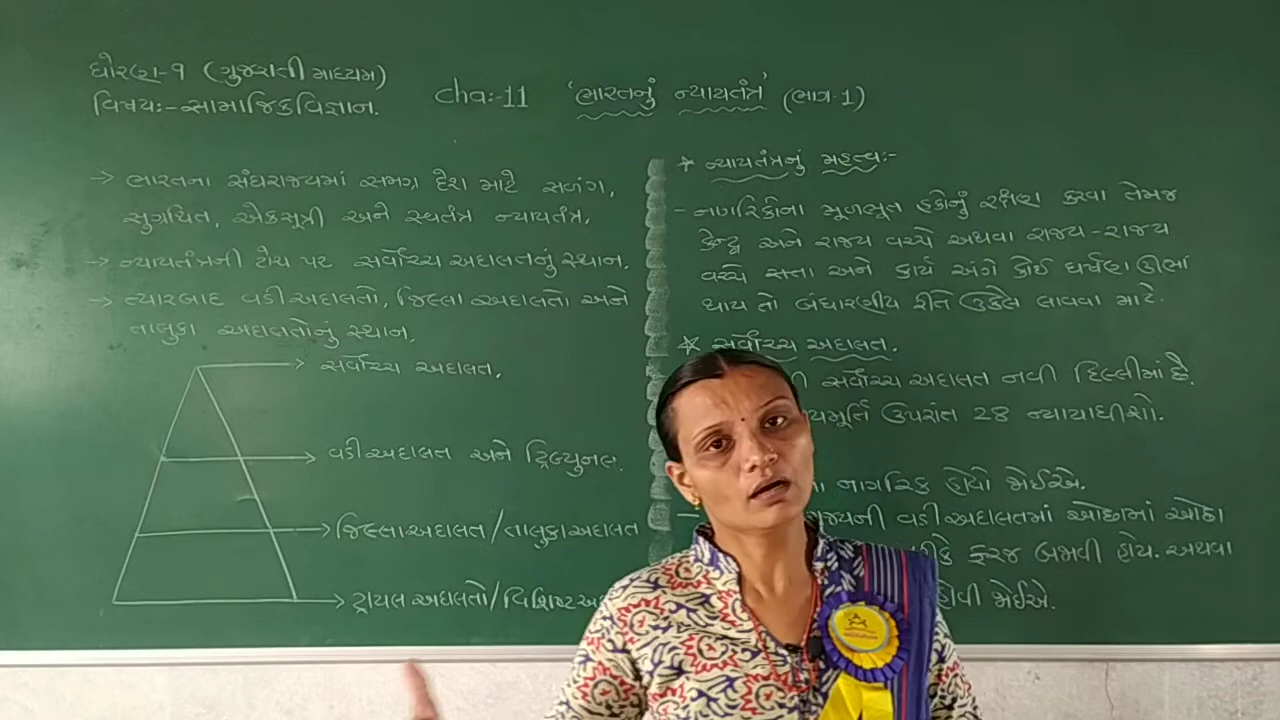 ધોરણ-૧ (ગુજરાતી માધ્યમ)
વિષય:-સામાજિકવિજ્ઞાન.
cha:-11 'ભારતનું ન્યાયતંત્ર' (ભાગ-1)
→ ભારતના સંઘરાજ્યમાં સમગ્ર દેશ માટે સળંગ,
સુગ્રથિત, એકસૂત્રી અને સ્વતંત્ર ન્યાયતંત્ર.
→ ન્યાયતંત્રની ટોચ પર સર્વોચ્ચ અદાલતનું સ્થાન.
→ ત્યારબાદ વડીઅદાલતો, જિલ્લા અદાલતો અને
તાલુકા અદાલતોનું સ્થાન.
→ સર્વોચ્ચ અદાલત.
→ વડીઅદાલત અને ટ્રિબ્યુનલ.
→ જિલ્લાઅદાલત/તાલુકાઅદાલત
→ ટ્રાયલ અદાલતો/વિશિષ્ટ
* ન્યાયતંત્રનું મહત્વ:-
- નાગરિકોના મૂળભૂત હકોનું રક્ષણ કરવા તેમજ
કેન્દ્ર અને રાજ્ય વચ્ચે અથવા રાજ્ય-રાજ્ય
વચ્ચે સત્તા અને કાર્ય અંગે કોઈ ઘર્ષણ ઊભાં
થાય તો બંધારણીય રીતે ઉકેલ લાવવા માટે.
* સર્વોચ્ચ અદાલત.
ની સર્વોચ્ચ અદાલત નવી દિલ્લીમાં છે.
યમૂર્તિ ઉપરાંત 28 ન્યાયાધીશો.
નાગરિક હોવો જોઈએ.
- જ્યની વડીઅદાલતમાં ઓછામાં ઓછા
ફરજ બજાવી હોય. અથવા
હોવી જોઈએ.